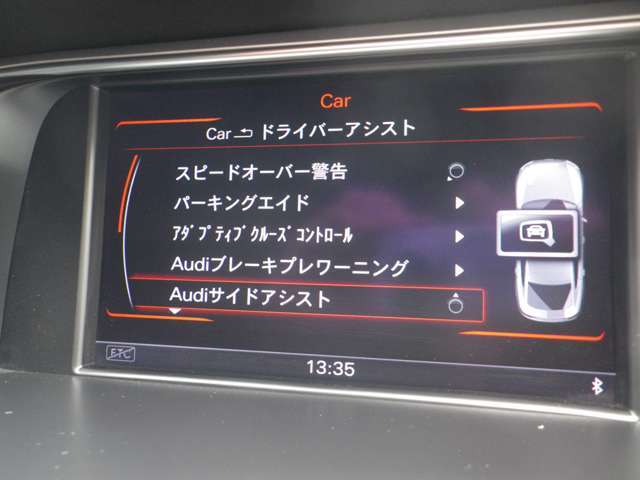 Car
Car ドライバーアシスト
スピードオーバー警告
パーキングエイド
ｱﾀﾞﾌﾟﾃｨﾌﾞｸﾙｰｽﾞｺﾝﾄﾛｰﾙ
Audiブレーキプレワーニング
Audiサイドアシスト
ETC
13:35